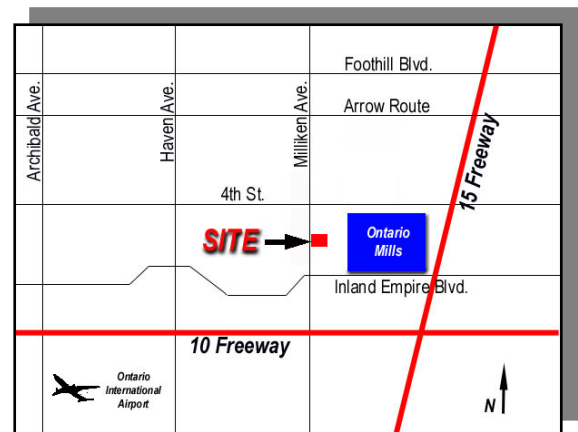 Foothill Blvd.
Archibald Ave.
Haven Ave.
Milliken Ave.
Arrow Route
15 Freeway
4th St.
SITE
Ontario
Mills
Inland Empire Blvd.
10 Freeway
Ontario
International
Airport
N